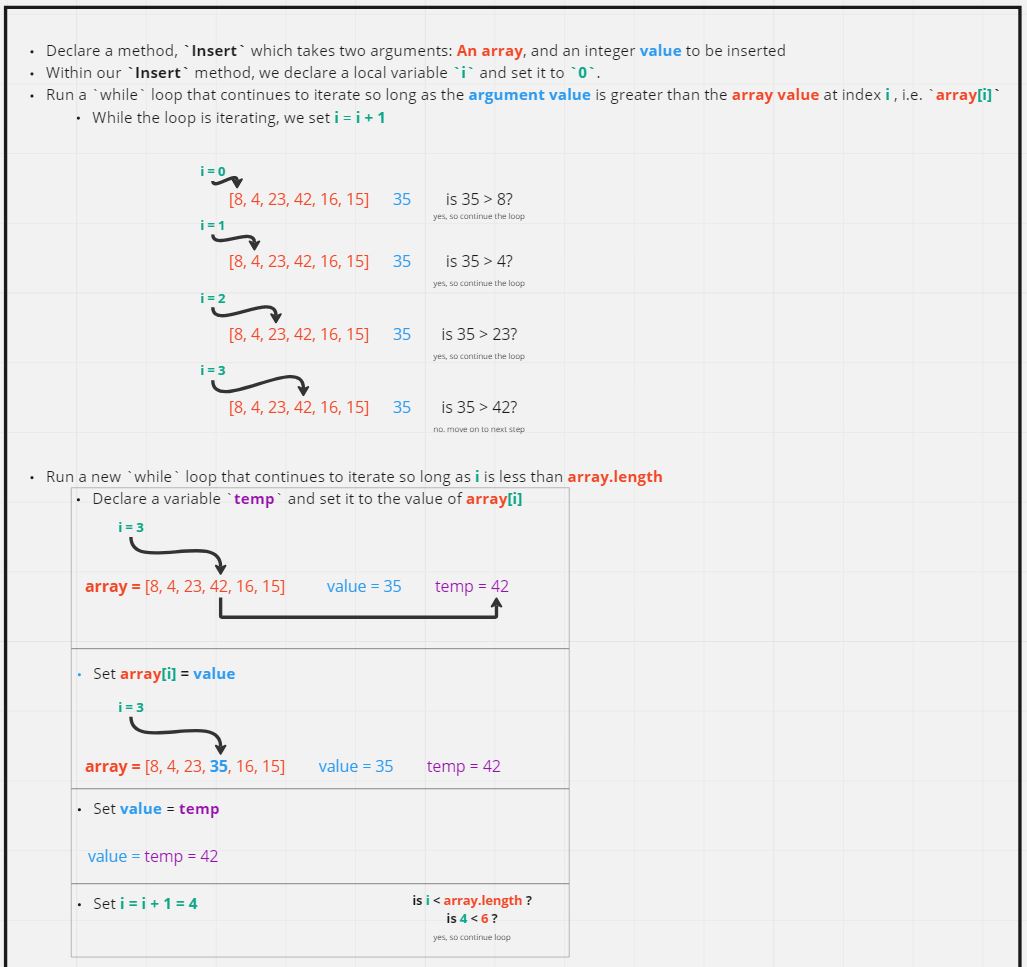 • Declare a method, `Insert` which takes two arguments: An array, and an integer value to be inserted
• Within our `Insert` method, we declare a local variable `i` and set it to `0`.
• Run a `while` loop that continues to iterate so long as the argument value is greater than the array value at index i , i.e. `array[i]`
• While the loop is iterating, we set i = i + 1
i = 0
[8, 4, 23, 42, 16, 15] 35 is 35 > 8?
yes, so continue the loop
i = 1
[8, 4, 23, 42, 16, 15] 35 is 35 > 4?
yes, so continue the loop
i = 2
[8, 4, 23, 42, 16, 15] 35 is 35 > 23?
yes, so continue the loop
i = 3
[8, 4, 23, 42, 16, 15] 35 is 35 > 42?
no, move on to next step
• Run a new `while` loop that continues to iterate so long as i is less than array.length
• Declare a variable `temp` and set it to the value of array[i]
i = 3
array = [8, 4, 23, 42, 16, 15] value = 35 temp = 42
• Set array[i] = value
i = 3
array = [8, 4, 23, 35, 16, 15] value = 35 temp = 42
• Set value = temp
value = temp = 42
• Set i = i + 1 = 4
is i < array.length ?
is 4 < 6 ?
yes, so continue loop